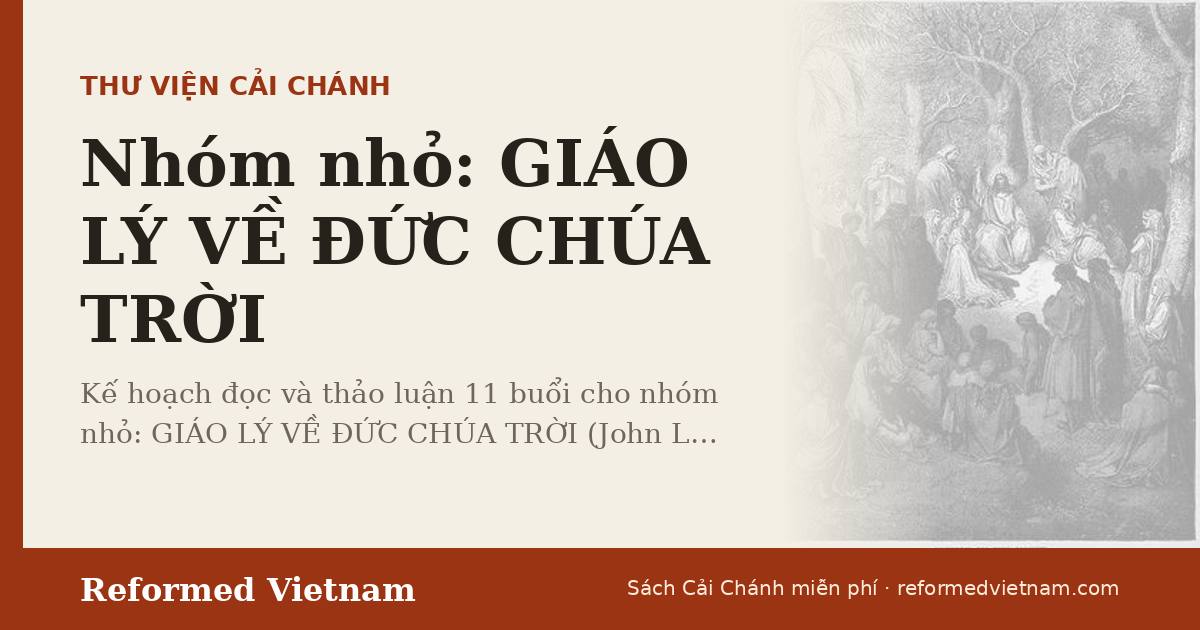 THƯ VIỆN CẢI CHÁNH
Nhóm nhỏ: GIÁO
LÝ VỀ ĐỨC CHÚA
TRỜI
Kế hoạch đọc và thảo luận 11 buổi cho nhóm
nhỏ: GIÁO LÝ VỀ ĐỨC CHÚA TRỜI (John L...
Reformed Vietnam
Sách Cải Chánh miễn phí · reformedvietnam.com